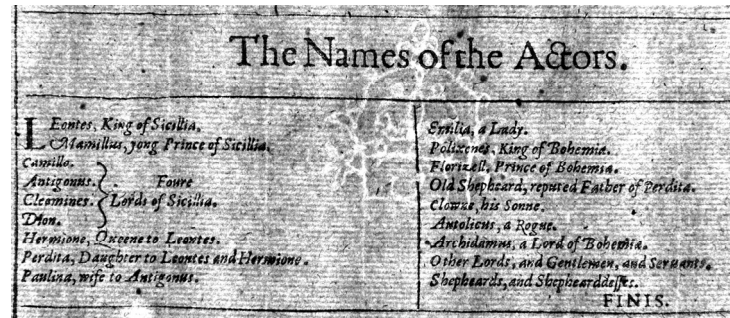 The Names of the Actors.
LEontes, King of Sicillia.
Mamillus, yong Prince of Sicillia.
Camillo.
Antigonus. Foure
Cleomines. Lords of Sicillia.
Dion.
Hermione, Queene to Leontes.
Perdita, Daughter to Leontes and Hermione.
Paulina, wife to Antigonus.
Emilia, a Lady.
Polixenes, King of Bohemia.
Florizell, Prince of Bohemia.
Old Shepheard, reputed Father of Perdita.
Clowne, his Sonne.
Autolicus, a Rogue.
Archidamus, a Lord of Bohemia.
Other Lords, and Gentlemen, and Seruants.
Shepheards, and Shephearddesses.
FINIS.